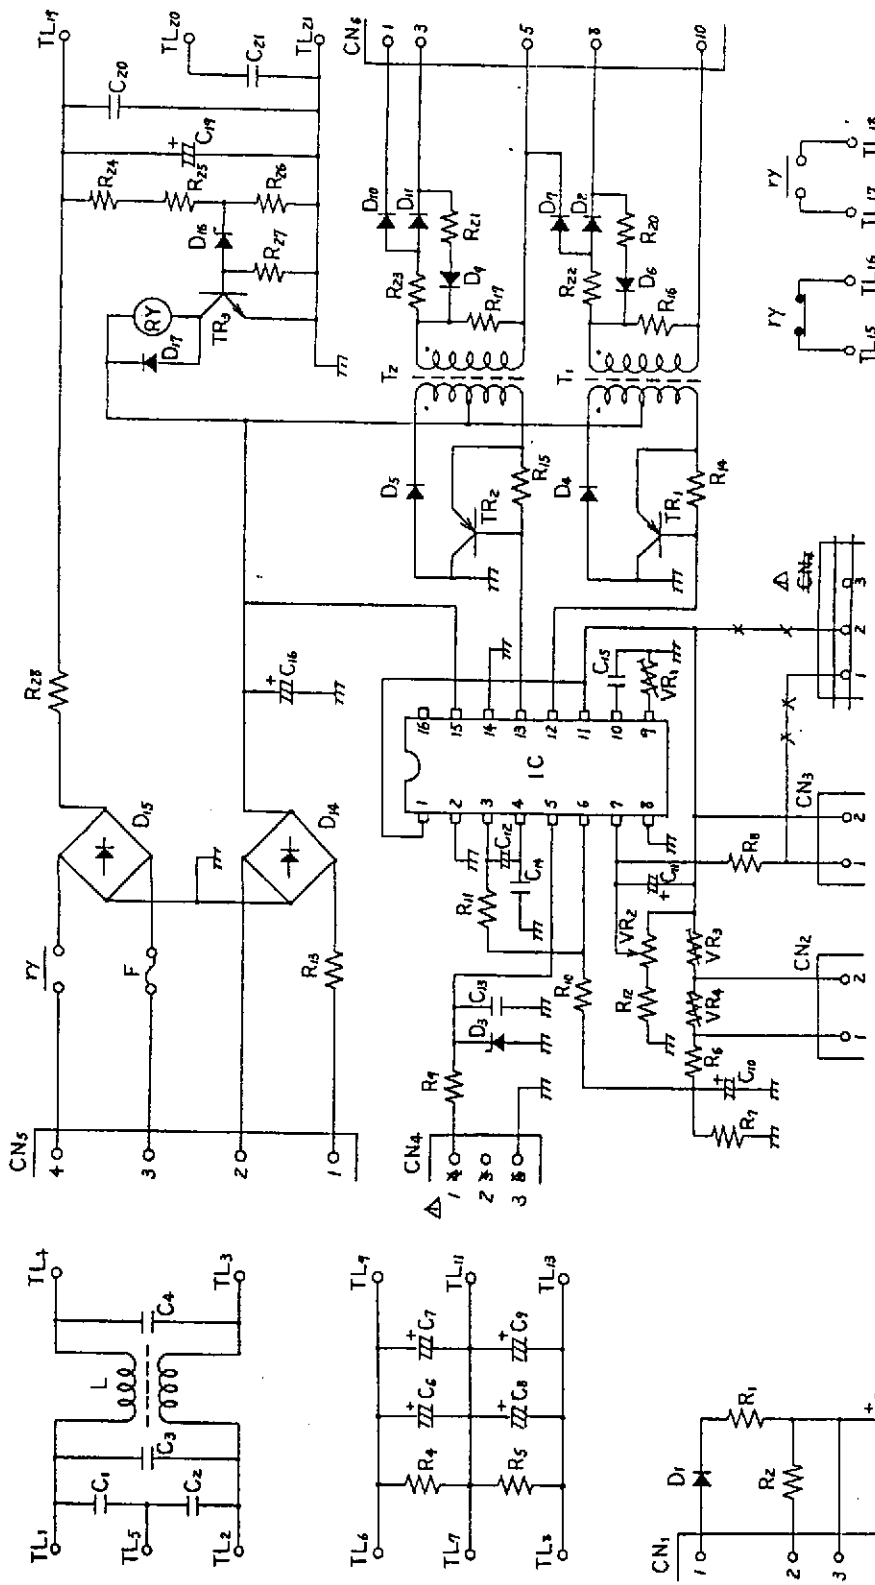 TL1
TL5
TL2
C1
C2
C3
L
C4
TL4
TL3
TL6
TL7
TL8
R4
R5
C6
C7
C8
C9
TL9
TL11
TL13
CN1
1
2
3
D1
R1
R2
+
CN5
4
3
2
1
ry
F
R13
D15
D14
R28
+
C16
TL19
TL20
TL21
C20
C21
+
C19
R24
R25
R26
D16
R27
RY
D17
TR3
CN4
1 4
2 3
3
R9
D3
C13
R11
C12
C14
R10
IC
1
2
3
4
5
6
7
8
16
15
14
13
12
11
10
9
C15
VR1
VR2
R12
C11
+
R8
VR3
VR4
R6
+
C10
R7
CN2
1
2
CN3
1
2
CN
1
2
3
D5
TR2
R15
T2
D4
TR1
R14
T1
R23
D10
D11
R21
D9
R17
R22
D7
D2
R20
D6
R16
CN6
1
3
5
8
10
ry
TL15
TL16
ry
TL17
TL18